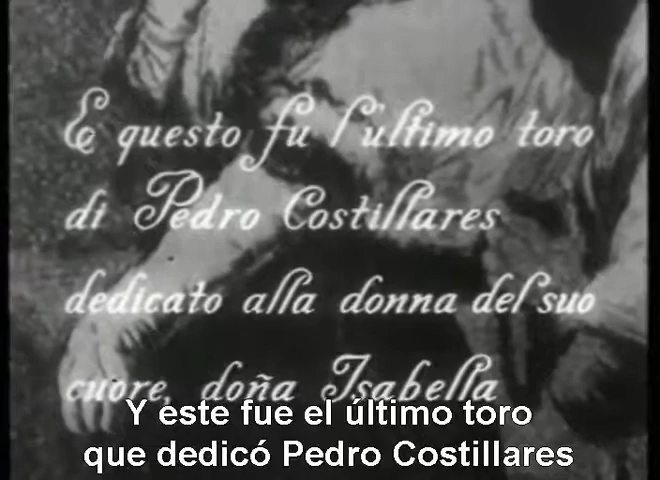 E questo fu l'ultimo toro
di Pedro Costillares
dedicato alla donna del suo
cuore, doña Isabella
Y este fue el último toro
que dedicó Pedro Costillares